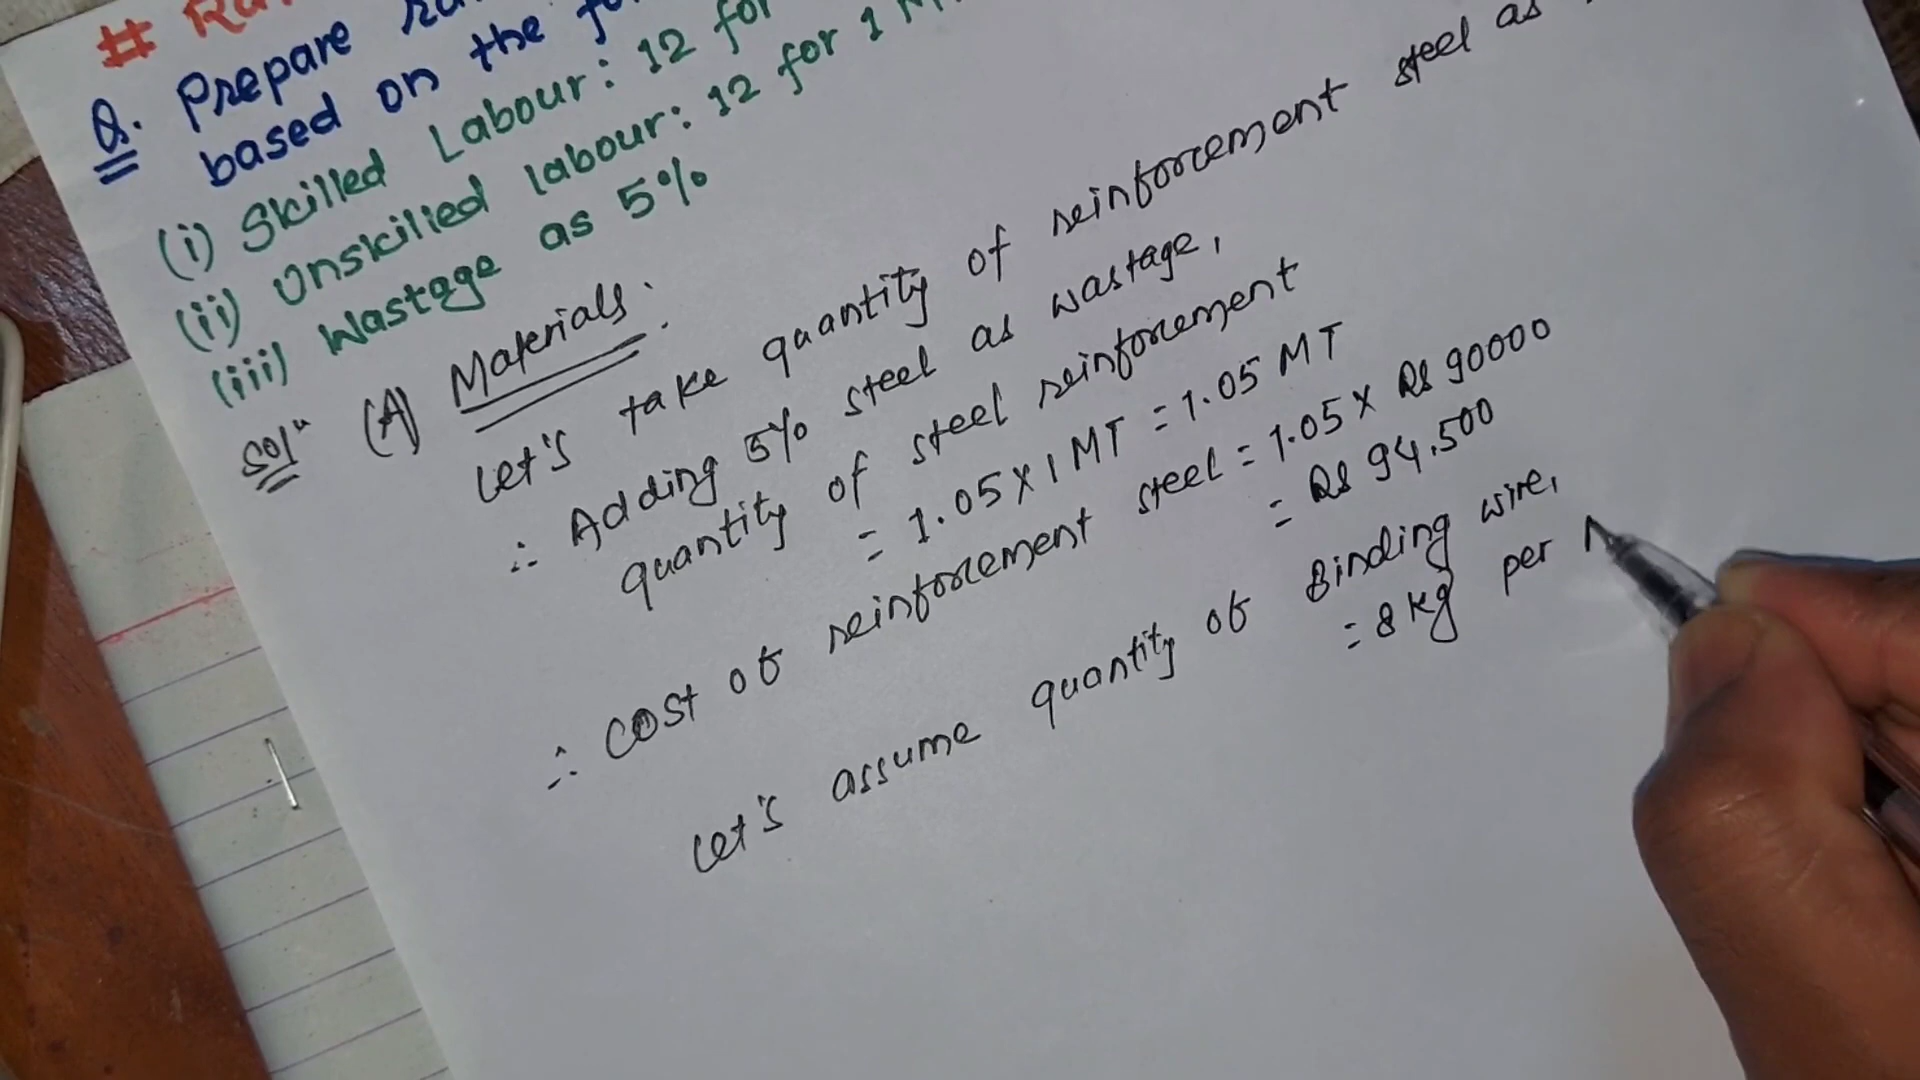 #
Q. Prepare
based on the
(i) Skilled Labour: 12 for
(ii) Unskilled labour: 12 for 1
(iii) Wastage as 5%
Solⁿ (A) Materials:
Let's take quantity of reinforcement steel as
∴ Adding 5% steel as wastage,
quantity of steel reinforcement
= 1.05 X 1 MT = 1.05 MT
∴ cost of reinforcement steel = 1.05 X Rs 90000
= Rs 94,500
Let's assume quantity of Binding wire,
= 8 kg per